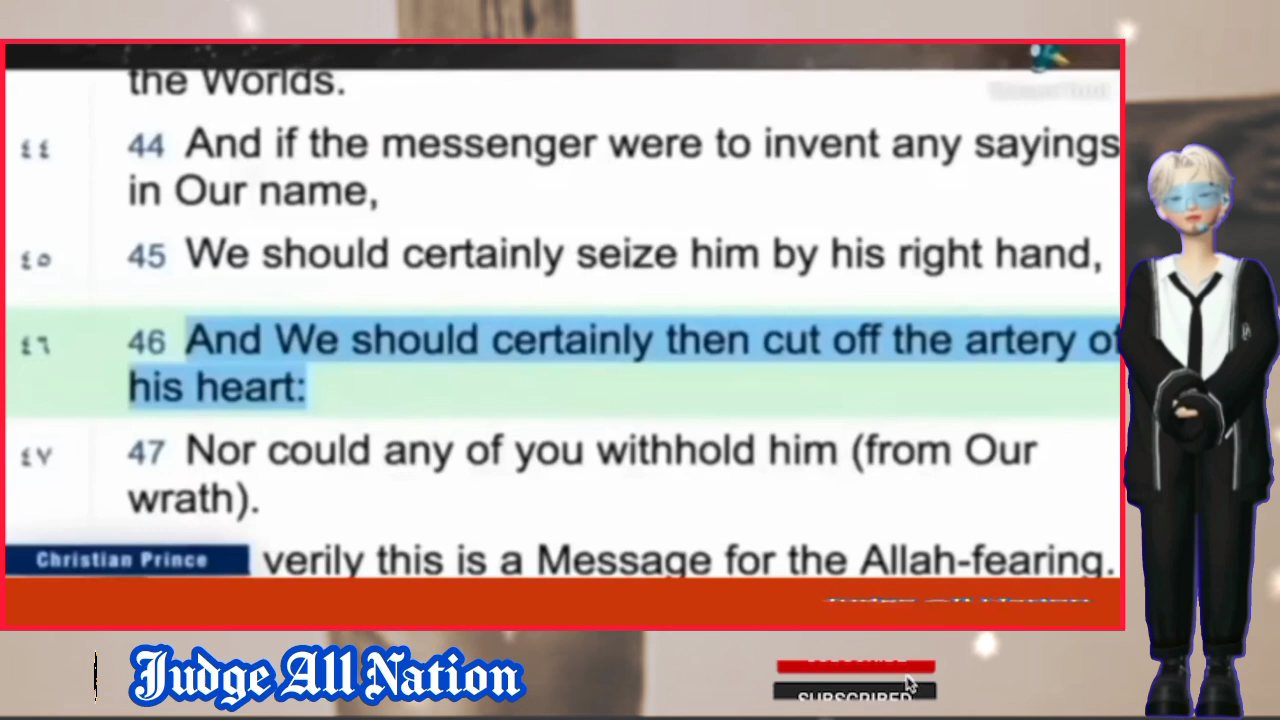 the Worlds.
٤٤ 44 And if the messenger were to invent any sayings
in Our name,
٤٥ 45 We should certainly seize him by his right hand,
٤٦ 46 And We should certainly then cut off the artery of
his heart:
٤٧ 47 Nor could any of you withhold him (from Our
wrath).
Christian Prince verily this is a Message for the Allah-fearing.
Judge All Nation
SUBSCRIBED